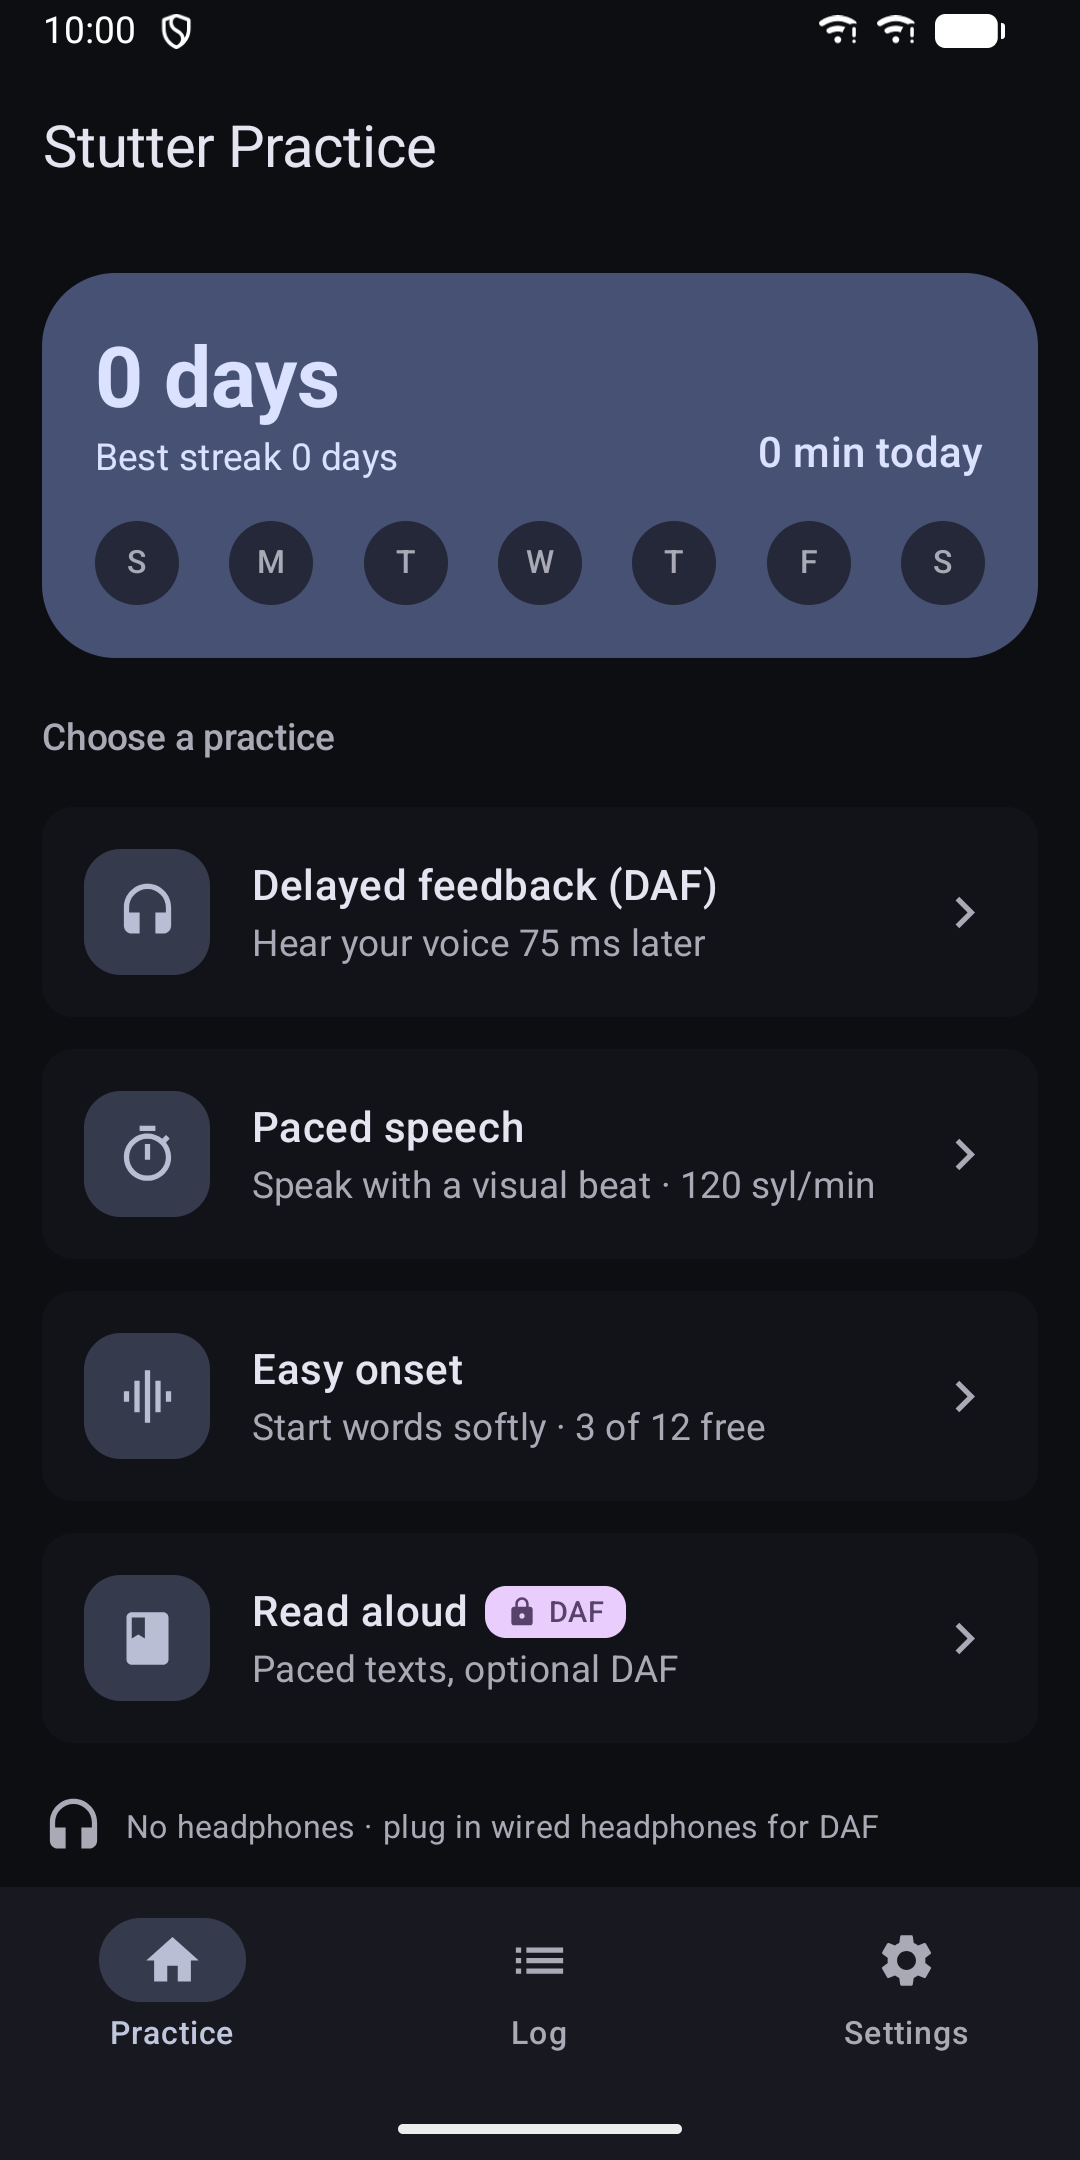 10:00
Stutter Practice
0 days
Best streak 0 days
0 min today
S M T W T F S
Choose a practice
Delayed feedback (DAF)
Hear your voice 75 ms later
Paced speech
Speak with a visual beat · 120 syl/min
Easy onset
Start words softly · 3 of 12 free
Read aloud DAF
Paced texts, optional DAF
No headphones · plug in wired headphones for DAF
Practice Log Settings